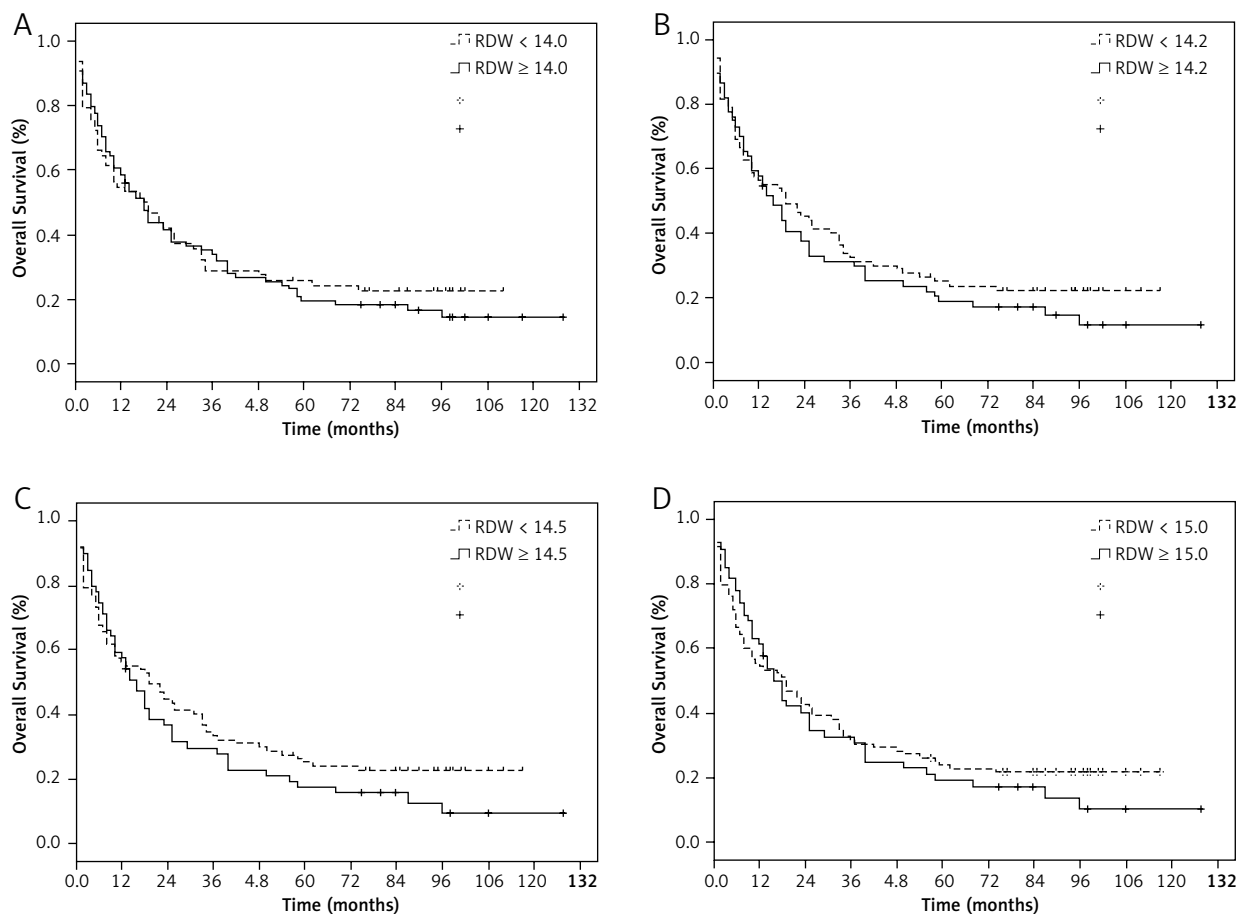 A
RDW < 14.0
RDW ≥ 14.0
1.0
0.8
0.6
0.4
0.2
0.0
Overall Survival (%)
0.0 12 24 36 4.8 60 72 84 96 106 120 132
Time (months)
B
RDW < 14.2
RDW ≥ 14.2
1.0
0.8
0.6
0.4
0.2
0.0
Overall Survival (%)
0.0 12 24 36 4.8 60 72 84 96 106 120 132
Time (months)
C
RDW < 14.5
RDW ≥ 14.5
1.0
0.8
0.6
0.4
0.2
0.0
Overall Survival (%)
0.0 12 24 36 4.8 60 72 84 96 106 120 132
Time (months)
D
RDW < 15.0
RDW ≥ 15.0
1.0
0.8
0.6
0.4
0.2
0.0
Overall Survival (%)
0.0 12 24 36 4.8 60 72 84 96 106 120 132
Time (months)